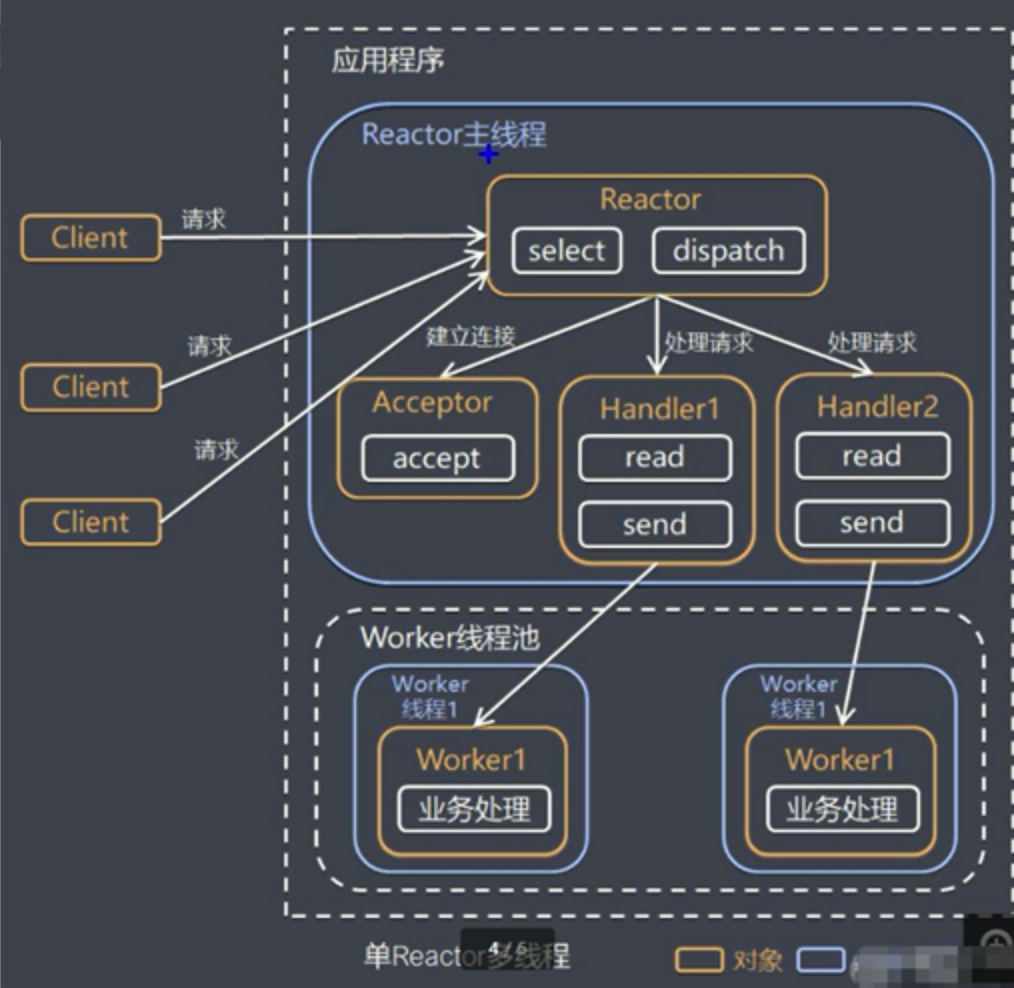 应用程序
Reactor主线程
Reactor
select
dispatch
Client
请求
Client
请求
Client
请求
建立连接
处理请求
处理请求
Acceptor
accept
Handler1
read
send
Handler2
read
send
Worker线程池
Worker
线程1
Worker1
业务处理
Worker
线程1
Worker1
业务处理
单Reactor多线程
4 / 6
对象